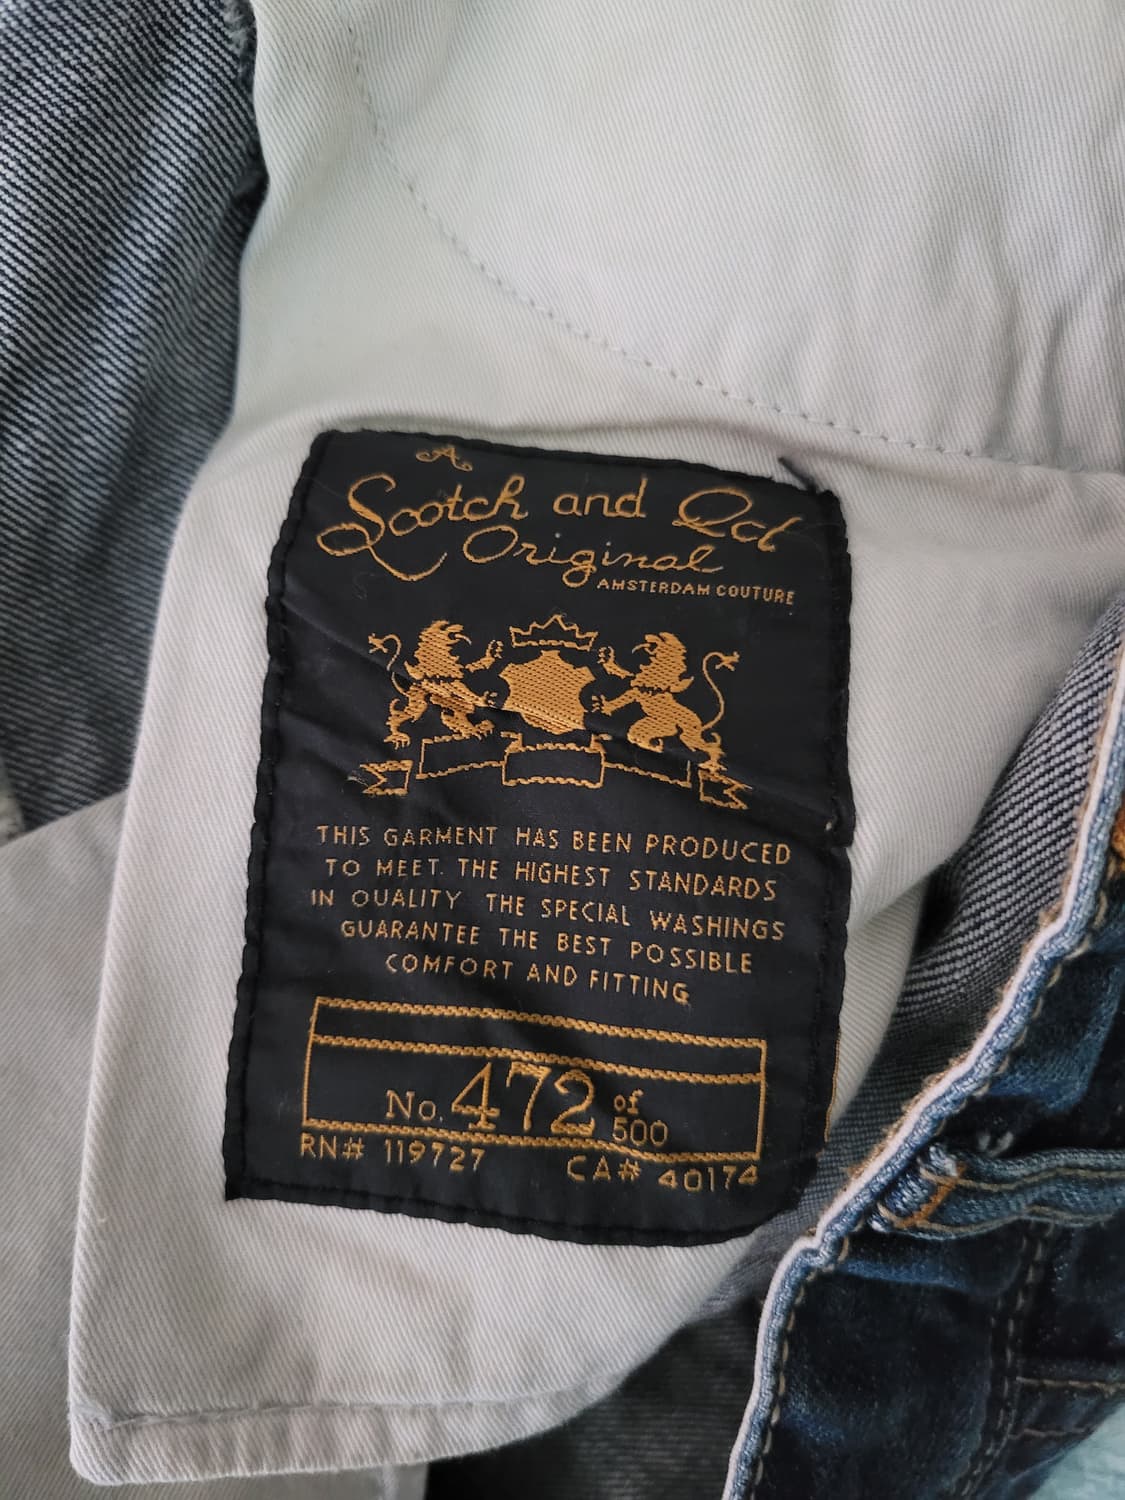 A
Scotch and Oct
Original
AMSTERDAM COUTURE
THIS GARMENT HAS BEEN PRODUCED
TO MEET THE HIGHEST STANDARDS
IN QUALITY THE SPECIAL WASHINGS
GUARANTEE THE BEST POSSIBLE
COMFORT AND FITTING
No. 472 of 500
RN# 119727 CA# 40174